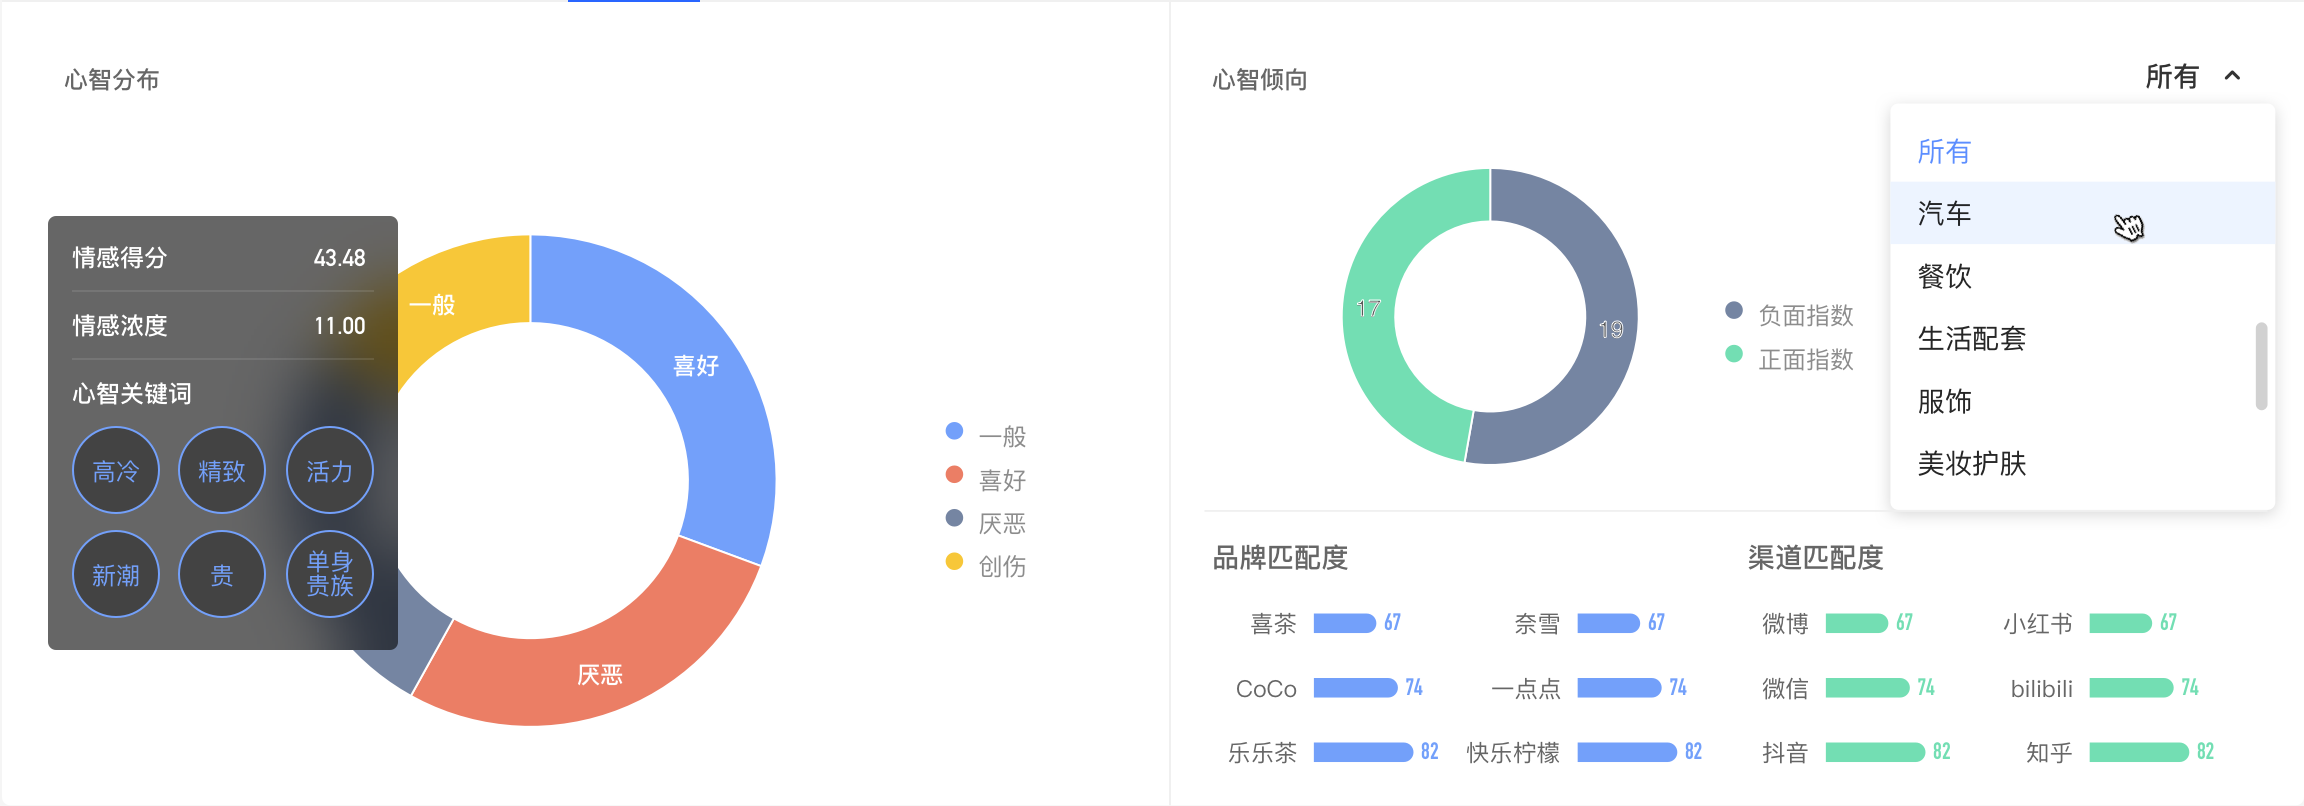 心智分布
情感得分 43.48
情感浓度 11.00
心智关键词
高冷 精致 活力
新潮 贵 单身
贵族
一般
喜好
厌恶
一般
喜好
厌恶
创伤
心智倾向
所有
17
19
负面指数
正面指数
所有
汽车
餐饮
生活配套
服饰
美妆护肤
品牌匹配度
喜茶 67 奈雪 67
CoCo 74 一点点 74
乐乐茶 82 快乐柠檬 82
渠道匹配度
微博 67 小红书 67
微信 74 bilibili 74
抖音 82 知乎 82